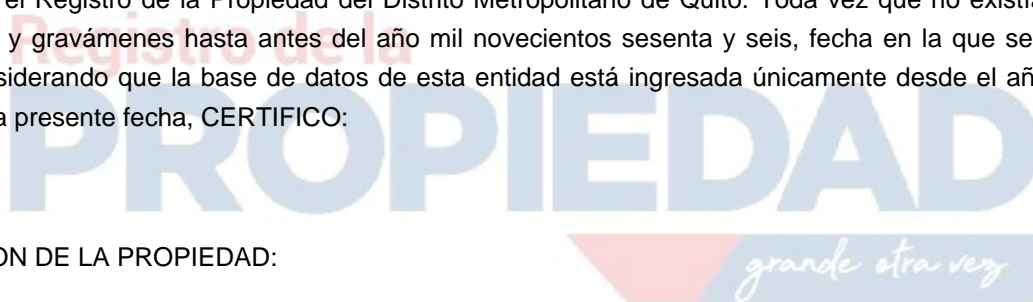 el Registro de la Propiedad del Distrito Metropolitano de Quito. Toda vez que no existía
Registro de la
y gravámenes hasta antes del año mil novecientos sesenta y seis, fecha en la que se
siderando que la base de datos de esta entidad está ingresada únicamente desde el añ
a presente fecha, CERTIFICO:
PROPIEDAD
ON DE LA PROPIEDAD:
grande otra vez